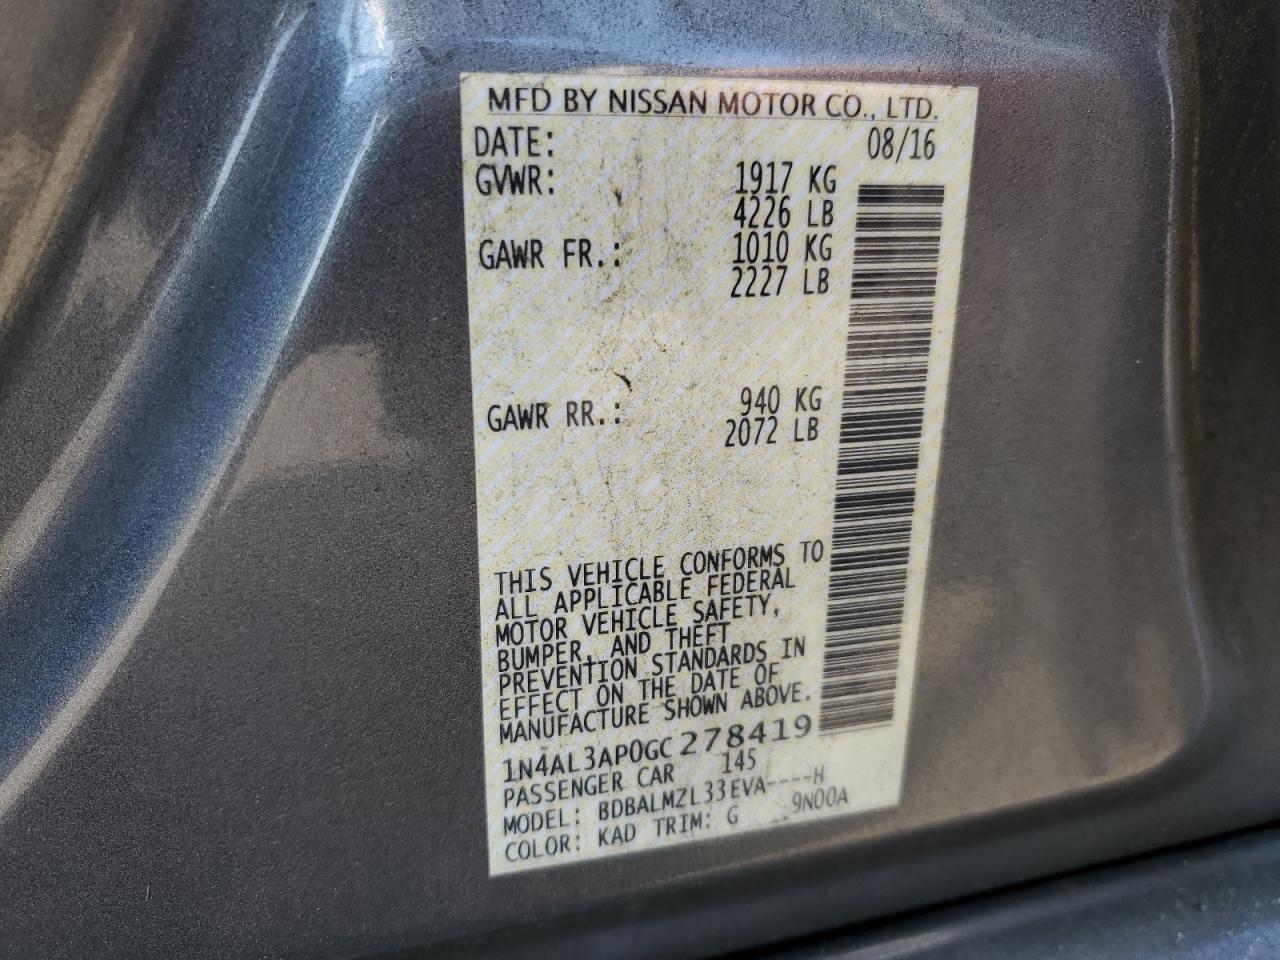 MFD BY NISSAN MOTOR CO., LTD.
DATE: 08/16
GVWR: 1917 KG
4226 LB
GAWR FR.: 1010 KG
2227 LB
GAWR RR.: 940 KG
2072 LB
THIS VEHICLE CONFORMS TO
ALL APPLICABLE FEDERAL
MOTOR VEHICLE SAFETY,
BUMPER, AND THEFT
PREVENTION STANDARDS IN
EFFECT ON THE DATE OF
MANUFACTURE SHOWN ABOVE.
1N4AL3AP0GC278419
PASSENGER CAR 145
MODEL: BDBALMZL33EVA----H
COLOR: KAD TRIM: G 9N00A